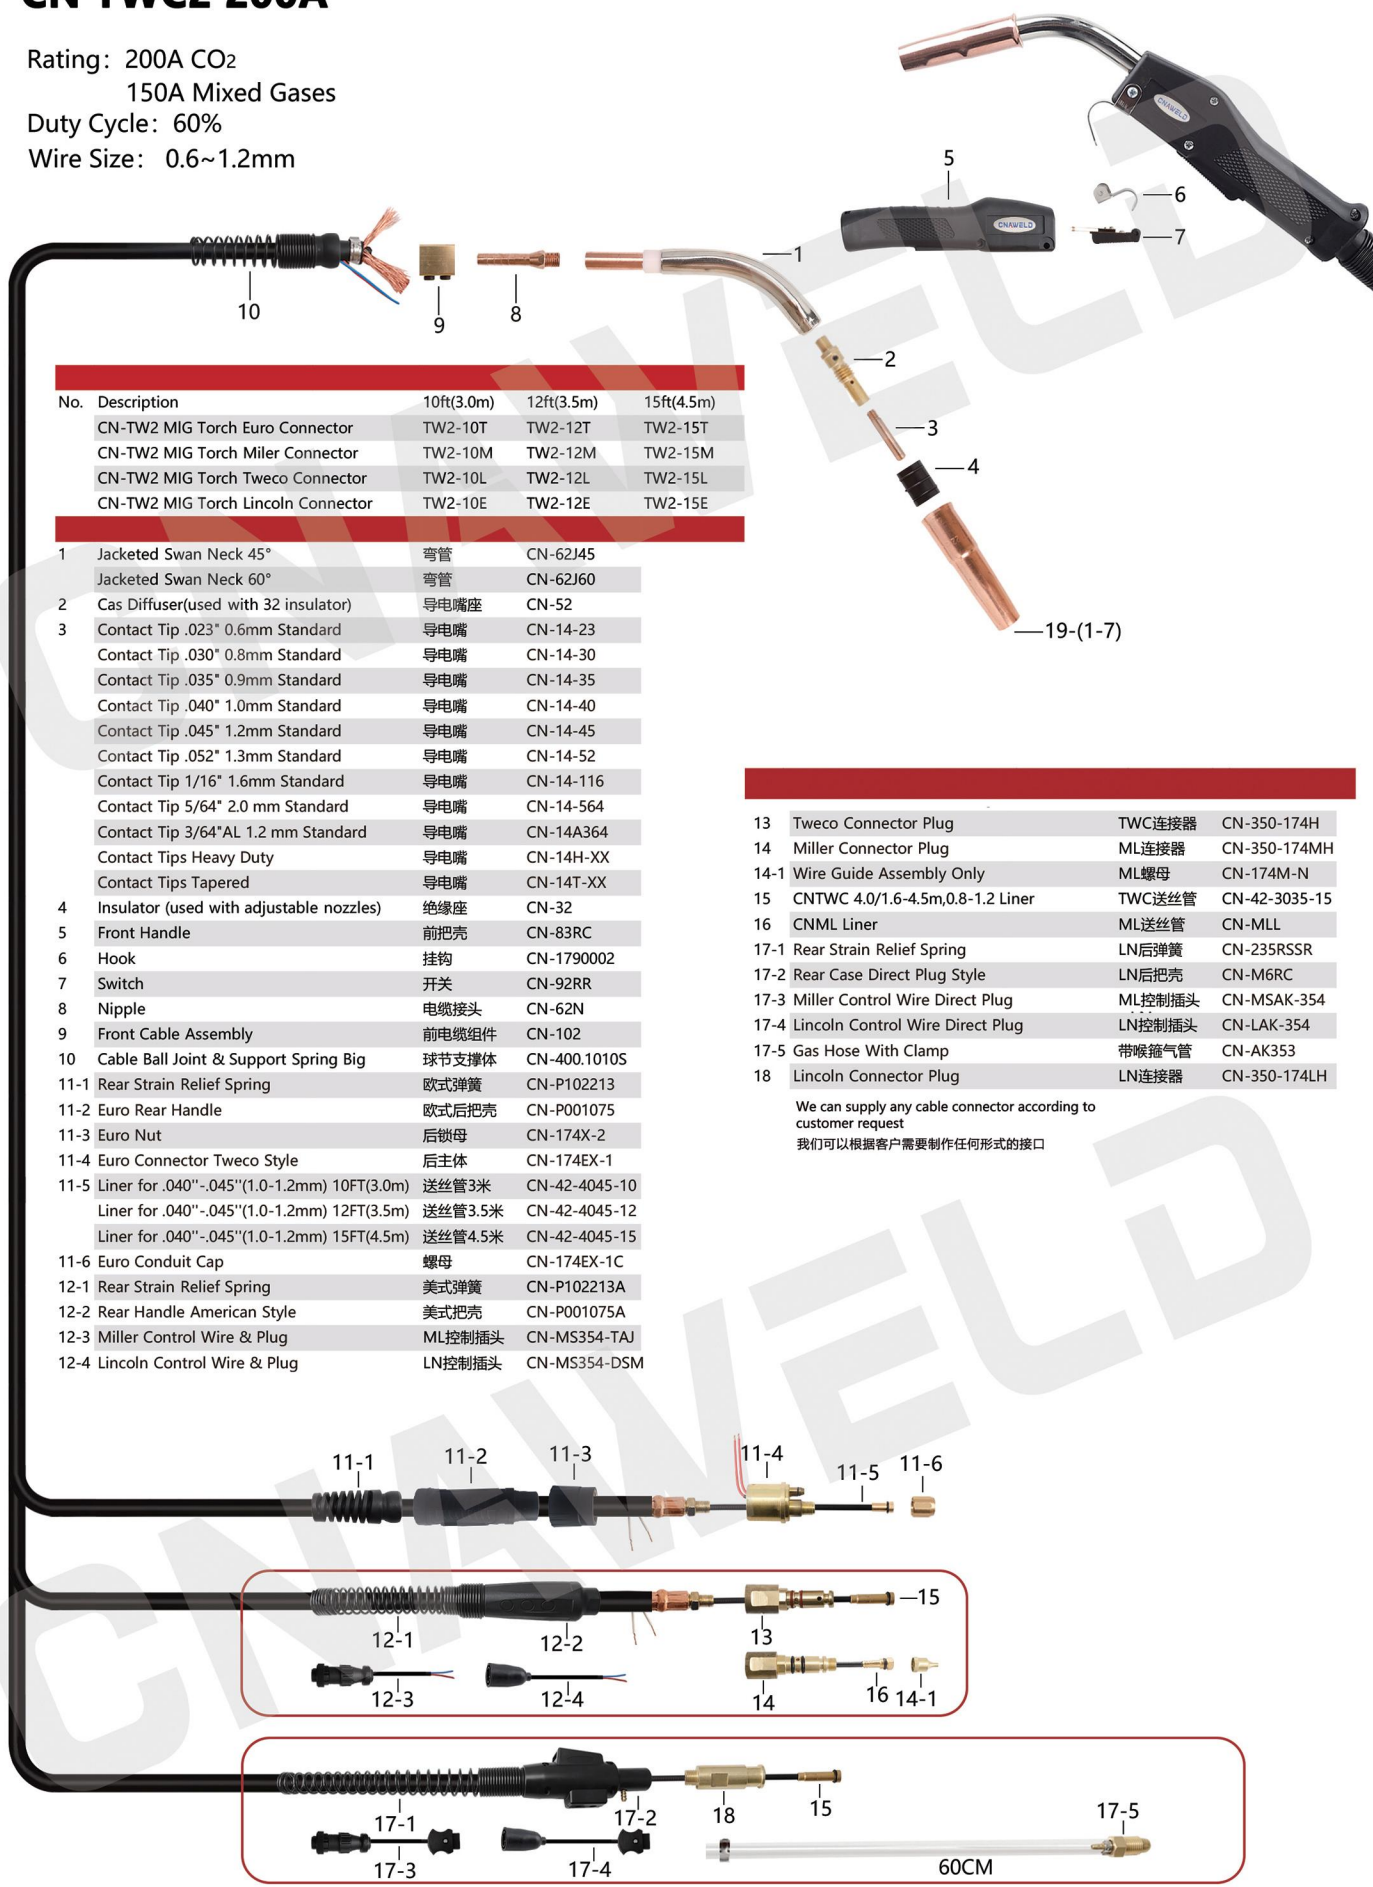 CN-TWC2-200A
Rating: 200A CO2
150A Mixed Gases
Duty Cycle: 60%
Wire Size: 0.6~1.2mm
CNAWELD
5
CNAWELD
6
7
1
10
9
8
2
3
4
19-(1-7)
No. Description 10ft(3.0m) 12ft(3.5m) 15ft(4.5m)
CN-TW2 MIG Torch Euro Connector TW2-10T TW2-12T TW2-15T
CN-TW2 MIG Torch Miler Connector TW2-10M TW2-12M TW2-15M
CN-TW2 MIG Torch Tweco Connector TW2-10L TW2-12L TW2-15L
CN-TW2 MIG Torch Lincoln Connector TW2-10E TW2-12E TW2-15E
1 Jacketed Swan Neck 45° 弯管 CN-62J45
Jacketed Swan Neck 60° 弯管 CN-62J60
2 Cas Diffuser(used with 32 insulator) 导电嘴座 CN-52
3 Contact Tip .023" 0.6mm Standard 导电嘴 CN-14-23
Contact Tip .030" 0.8mm Standard 导电嘴 CN-14-30
Contact Tip .035" 0.9mm Standard 导电嘴 CN-14-35
Contact Tip .040" 1.0mm Standard 导电嘴 CN-14-40
Contact Tip .045" 1.2mm Standard 导电嘴 CN-14-45
Contact Tip .052" 1.3mm Standard 导电嘴 CN-14-52
Contact Tip 1/16" 1.6mm Standard 导电嘴 CN-14-116
Contact Tip 5/64" 2.0 mm Standard 导电嘴 CN-14-564
Contact Tip 3/64"AL 1.2 mm Standard 导电嘴 CN-14A364
Contact Tips Heavy Duty 导电嘴 CN-14H-XX
Contact Tips Tapered 导电嘴 CN-14T-XX
4 Insulator (used with adjustable nozzles) 绝缘座 CN-32
5 Front Handle 前把壳 CN-83RC
6 Hook 挂钩 CN-1790002
7 Switch 开关 CN-92RR
8 Nipple 电缆接头 CN-62N
9 Front Cable Assembly 前电缆组件 CN-102
10 Cable Ball Joint & Support Spring Big 球节支撑体 CN-400.1010S
11-1 Rear Strain Relief Spring 欧式弹簧 CN-P102213
11-2 Euro Rear Handle 欧式后把壳 CN-P001075
11-3 Euro Nut 后锁母 CN-174X-2
11-4 Euro Connector Tweco Style 后主体 CN-174EX-1
11-5 Liner for .040''-.045''(1.0-1.2mm) 10FT(3.0m) 送丝管3米 CN-42-4045-10
Liner for .040''-.045''(1.0-1.2mm) 12FT(3.5m) 送丝管3.5米 CN-42-4045-12
Liner for .040''-.045''(1.0-1.2mm) 15FT(4.5m) 送丝管4.5米 CN-42-4045-15
11-6 Euro Conduit Cap 螺母 CN-174EX-1C
12-1 Rear Strain Relief Spring 美式弹簧 CN-P102213A
12-2 Rear Handle American Style 美式把壳 CN-P001075A
12-3 Miller Control Wire & Plug ML控制插头 CN-MS354-TAJ
12-4 Lincoln Control Wire & Plug LN控制插头 CN-MS354-DSM
13 Tweco Connector Plug TWC连接器 CN-350-174H
14 Miller Connector Plug ML连接器 CN-350-174MH
14-1 Wire Guide Assembly Only ML螺母 CN-174M-N
15 CNTWC 4.0/1.6-4.5m,0.8-1.2 Liner TWC送丝管 CN-42-3035-15
16 CNML Liner ML送丝管 CN-MLL
17-1 Rear Strain Relief Spring LN后弹簧 CN-235RSSR
17-2 Rear Case Direct Plug Style LN后把壳 CN-M6RC
17-3 Miller Control Wire Direct Plug ML控制插头 CN-MSAK-354
17-4 Lincoln Control Wire Direct Plug LN控制插头 CN-LAK-354
17-5 Gas Hose With Clamp 带喉箍气管 CN-AK353
18 Lincoln Connector Plug LN连接器 CN-350-174LH
We can supply any cable connector according to
customer request
我们可以根据客户需要制作任何形式的接口
11-1
11-2
11-3
11-4
11-5
11-6
12-1
12-2
13
15
12-3
12-4
14
16
14-1
17-1
17-2
18
15
17-5
17-3
17-4
60CM
CNAWELD
CNAWELD